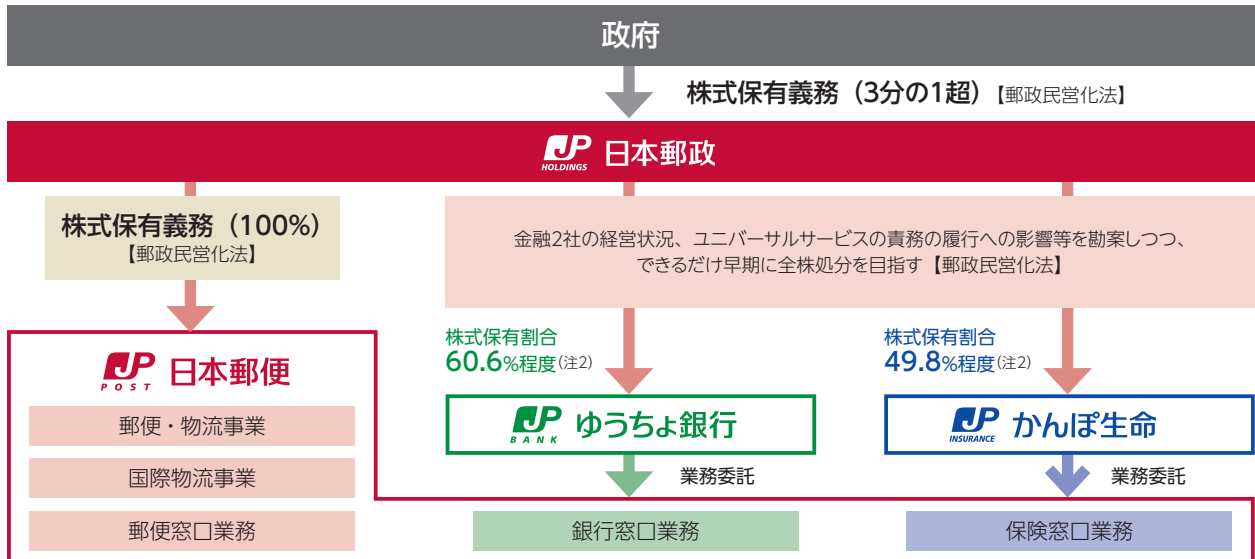 政府
株式保有義務（3分の1超）【郵政民営化法】
JP HOLDINGS 日本郵政
株式保有義務（100%）
【郵政民営化法】
金融2社の経営状況、ユニバーサルサービスの責務の履行への影響等を勘案しつつ、
できるだけ早期に全株処分を目指す【郵政民営化法】
株式保有割合
60.6%程度(注2)
株式保有割合
49.8%程度(注2)
JP POST 日本郵便
郵便・物流事業
国際物流事業
郵便窓口業務
JP BANK ゆうちょ銀行
業務委託
銀行窓口業務
JP INSURANCE かんぽ生命
業務委託
保険窓口業務